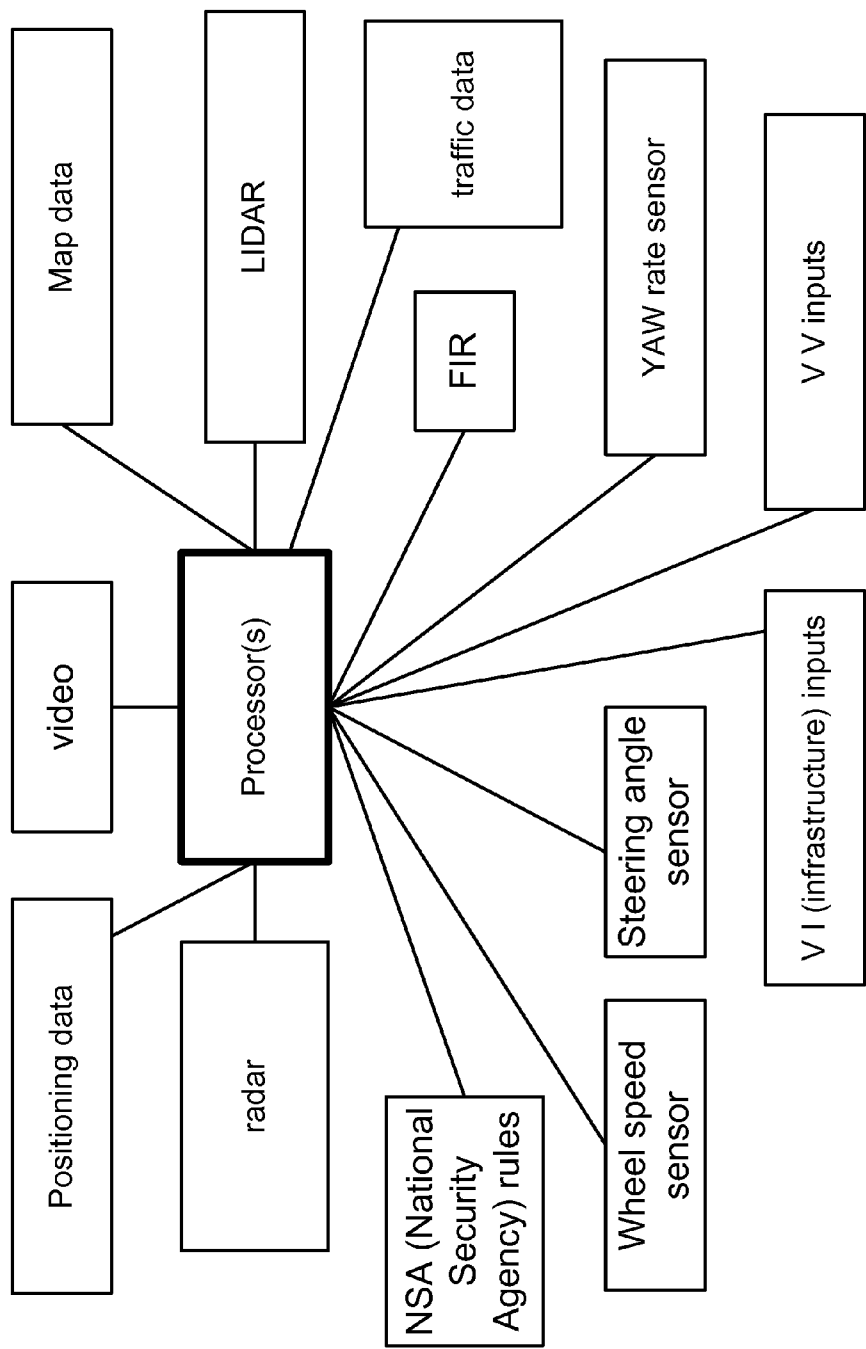 Positioning data
video
Map data
radar
Processor(s)
LIDAR
traffic data
NSA (National
Security
Agency) rules
FIR
Wheel speed
sensor
Steering angle
sensor
YAW rate sensor
V I (infrastructure) inputs
V V inputs